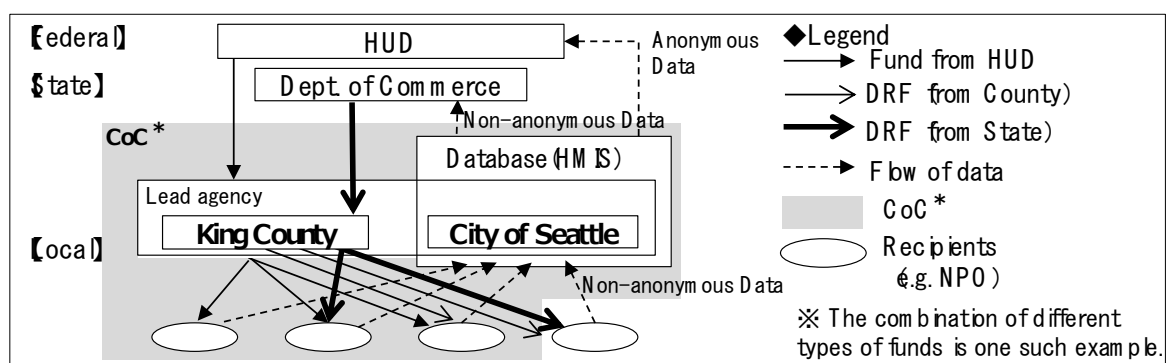 【Federal】
HUD
Anonymous
Data
【State】
Dept. of Commerce
Non-anonymous Data
CoC*
Database (HMIS)
Lead agency
King County
City of Seattle
【Local】
Non-anonymous Data
◆Legend
Fund from HUD
DRF (from County)
DRF (from State)
Flow of data
CoC*
Recipients
(e.g. NPO)
※ The combination of different
types of funds is one such example.